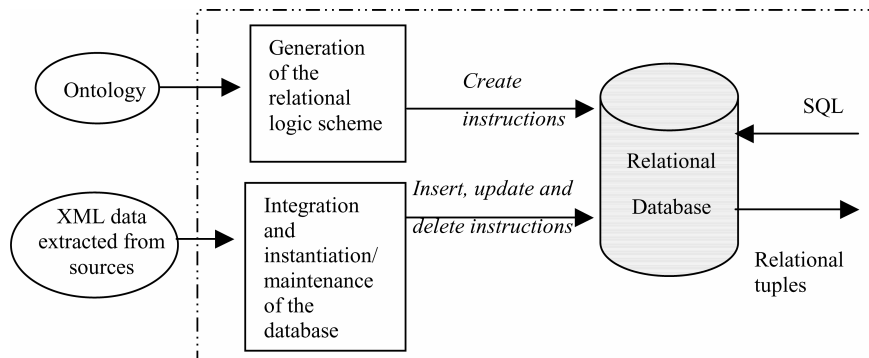 Ontology
Generation
of the
relational
logic scheme
Create
instructions
SQL
Relational
Database
XML data
extracted from
sources
Integration
and
instantiation/
maintenance
of the
database
Insert, update and
delete instructions
Relational
tuples